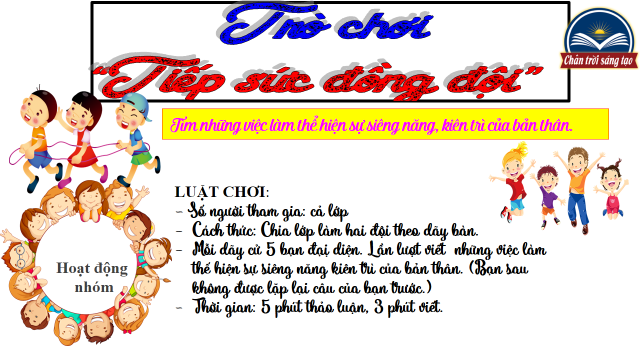 Trò chơi
“Tiếp sức đồng đội”
Chân trời sáng tạo
Tìm những việc làm thể hiện sự siêng năng, kiên trì của bản thân.
LUẬT CHƠI:
- Số người tham gia: cả lớp
- Cách thức: Chia lớp làm hai đội theo dãy bàn.
- Mỗi dãy cử 5 bạn đại diện. Lần lượt viết những việc làm
thể hiện sự siêng năng kiên trì của bản thân. (Bạn sau
không được lặp lại câu của bạn trước.)
- Thời gian: 5 phút thảo luận, 3 phút viết.
Hoạt động
nhóm